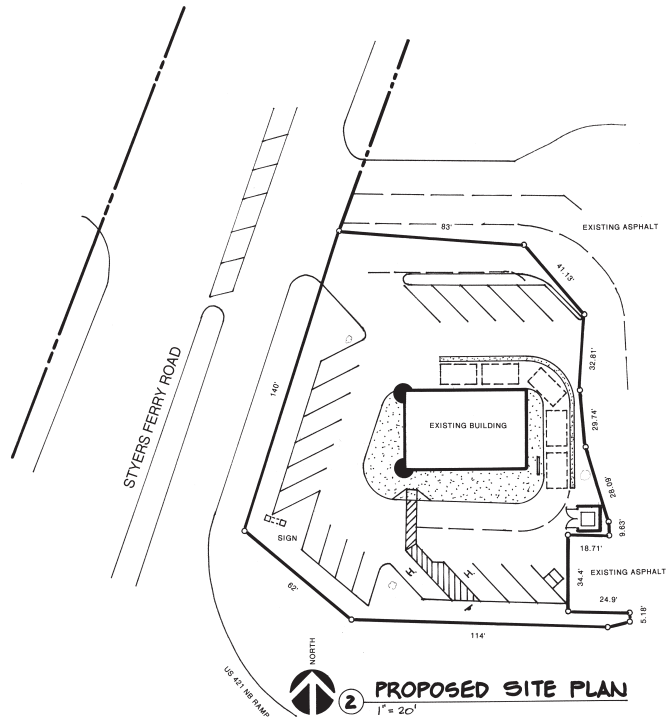 83'
EXISTING ASPHALT
41.13'
32.81'
140'
STYERS FERRY ROAD
29.74'
EXISTING BUILDING
28.09'
9.63'
SIGN
18.71'
EXISTING ASPHALT
34.4'
H.
H.
24.9'
5.18'
62'
114'
NORTH
US 421 NB RAMP
2 PROPOSED SITE PLAN
1" = 20'